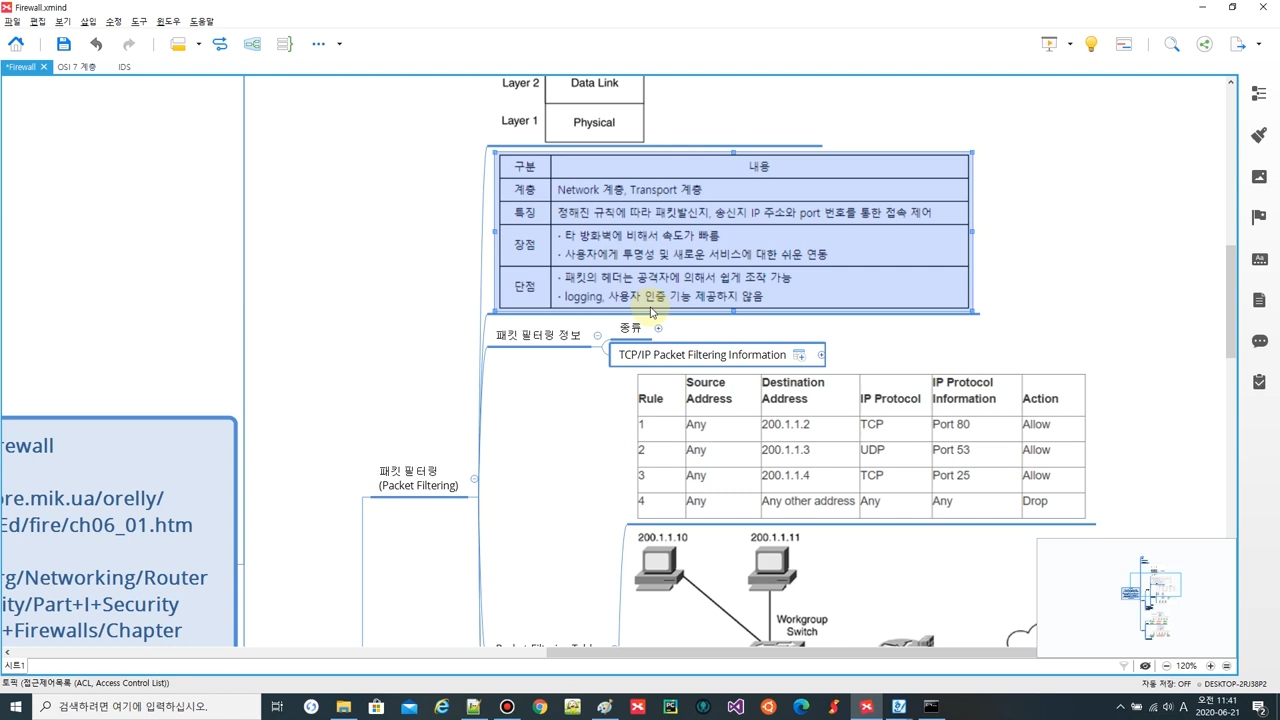 Firewall.xmind
파일 편집 보기 삽입 수정 도구 윈도우 도움말
*Firewall OSI 7 계층 IDS
Layer 2 Data Link
Layer 1 Physical
구분 내용
계층 Network 계층, Transport 계층
특징 정해진 규칙에 따라 패킷발신지, 송신지 IP 주소와 port 번호를 통한 접속 제어
장점
· 타 방화벽에 비해서 속도가 빠름
· 사용자에게 투명성 및 새로운 서비스에 대한 쉬운 연동
단점
· 패킷의 헤더는 공격자에 의해서 쉽게 조작 가능
· logging, 사용자 인증 기능 제공하지 않음
패킷 필터링 정보
종류
TCP/IP Packet Filtering Information
Rule Source Address Destination Address IP Protocol IP Protocol Information Action
1 Any 200.1.1.2 TCP Port 80 Allow
2 Any 200.1.1.3 UDP Port 53 Allow
3 Any 200.1.1.4 TCP Port 25 Allow
4 Any Any other address Any Any Drop
패킷 필터링
(Packet Filtering)
200.1.1.10 200.1.1.11
Workgroup
Switch
irewall
ore.mik.ua/orelly/
Ed/fire/ch06_01.htm
rg/Networking/Router
ity/Part+I+Security
+Firewalls/Chapter
시트1
120%
토픽 (접근제어목록 (ACL, Access Control List))
자동 저장: OFF DESKTOP-2RJ38P2
검색하려면 여기에 입력하십시오.
A
오전 11:41
2020-06-21
2